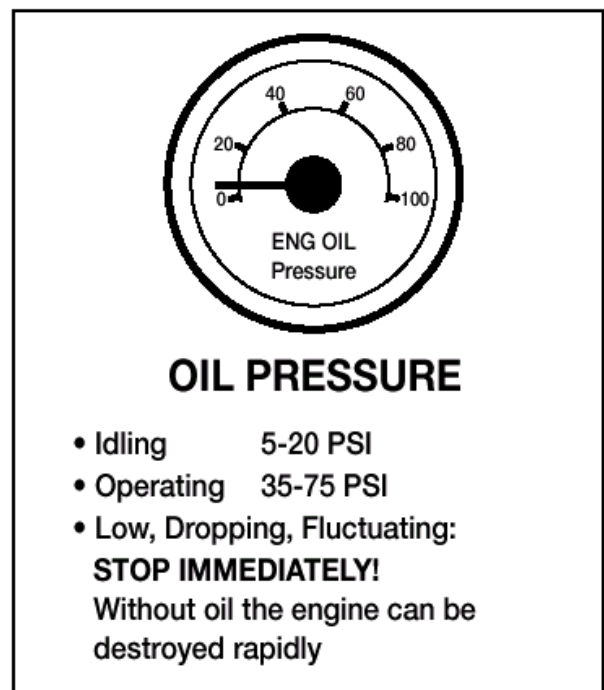 40 60
20 80
0 100
ENG OIL
Pressure
OIL PRESSURE
• Idling 5-20 PSI
• Operating 35-75 PSI
• Low, Dropping, Fluctuating:
STOP IMMEDIATELY!
Without oil the engine can be
destroyed rapidly